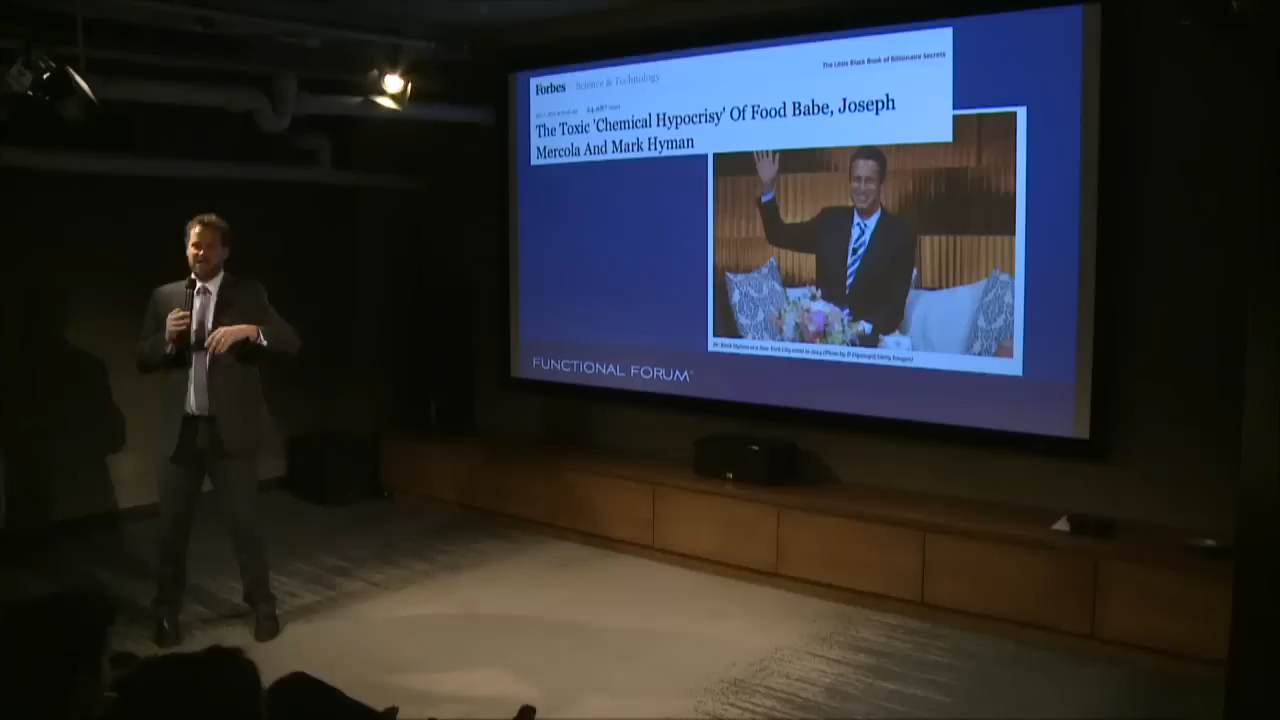 Forbes Science & Technology
The Little Black Book of Billionaire Secrets
The Toxic 'Chemical Hypocrisy' Of Food Babe, Joseph
Mercola And Mark Hyman
FUNCTIONAL FORUM